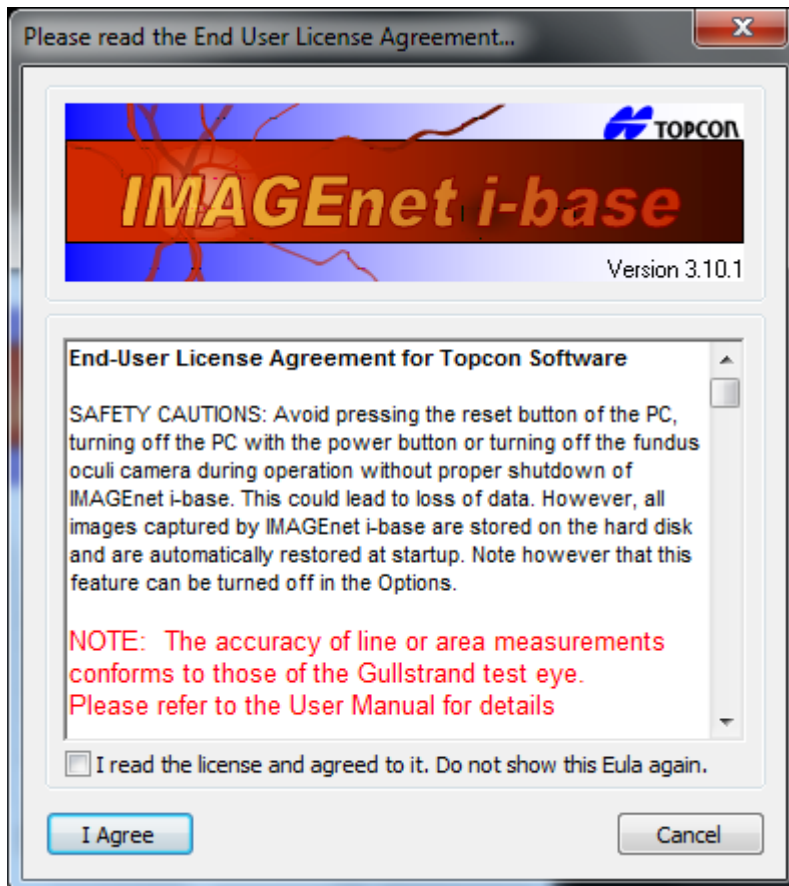 Please read the End User License Agreement...
TOPCON
IMAGEnet i-base
Version 3.10.1
End-User License Agreement for Topcon Software
SAFETY CAUTIONS: Avoid pressing the reset button of the PC,
turning off the PC with the power button or turning off the fundus
oculi camera during operation without proper shutdown of
IMAGEnet i-base. This could lead to loss of data. However, all
images captured by IMAGEnet i-base are stored on the hard disk
and are automatically restored at startup. Note however that this
feature can be turned off in the Options.
NOTE: The accuracy of line or area measurements
conforms to those of the Gullstrand test eye.
Please refer to the User Manual for details
I read the license and agreed to it. Do not show this Eula again.
I Agree
Cancel